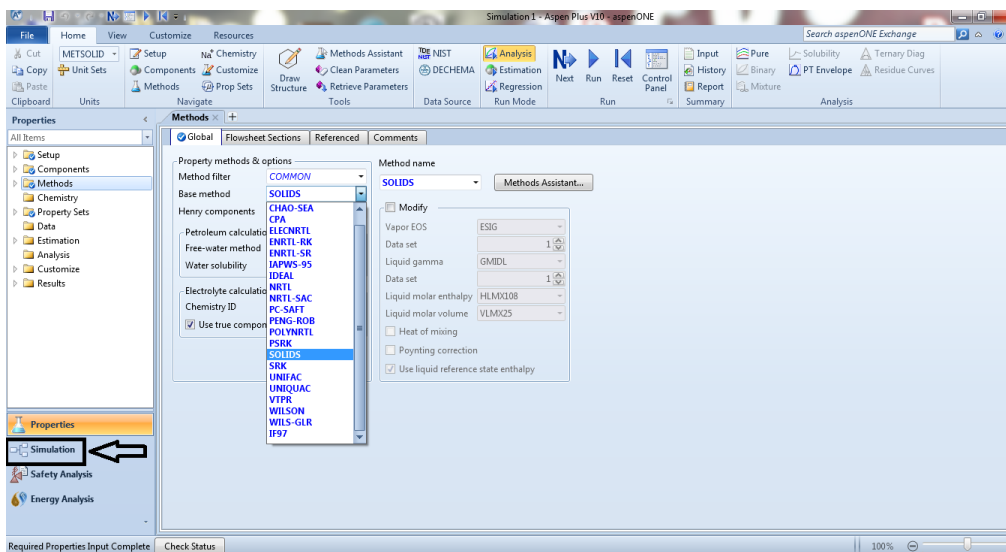 Simulation 1 - Aspen Plus V10 - aspenONE
File Home View Customize Resources
Search aspenONE Exchange
Cut
METSOLID
Setup
Chemistry
Methods Assistant
NIST
Analysis
Input
Pure
Solubility
Ternary Diag
Copy
Unit Sets
Components
Customize
Clean Parameters
DECHEMA
Estimation
History
Binary
PT Envelope
Residue Curves
Paste
Methods
Prop Sets
Draw
Structure
Retrieve Parameters
Regression
Next
Run
Reset
Control
Panel
Report
Mixture
Clipboard
Units
Navigate
Tools
Data Source
Run Mode
Run
Summary
Analysis
Properties
All Items
Setup
Components
Methods
Chemistry
Property Sets
Data
Estimation
Analysis
Customize
Results
Properties
Simulation
Safety Analysis
Energy Analysis
Methods
Global
Flowsheet Sections
Referenced
Comments
Property methods & options
Method filter COMMON
Base method SOLIDS
Henry components
Petroleum calculatio
Free-water method
Water solubility
Electrolyte calculatio
Chemistry ID
Use true compon
CHAO-SEA
CPA
ELECNRTL
ENRTL-RK
ENRTL-SR
IAPWS-95
IDEAL
NRTL
NRTL-SAC
PC-SAFT
PENG-ROB
POLYNRTL
PSRK
SOLIDS
SRK
UNIFAC
UNIQUAC
VTPR
WILSON
WILS-GLR
IF97
Method name
SOLIDS
Methods Assistant...
Modify
Vapor EOS ESIG
Data set 1
Liquid gamma GMIDL
Data set 1
Liquid molar enthalpy HLMX108
Liquid molar volume VLMX25
Heat of mixing
Poynting correction
Use liquid reference state enthalpy
Required Properties Input Complete
Check Status
100%